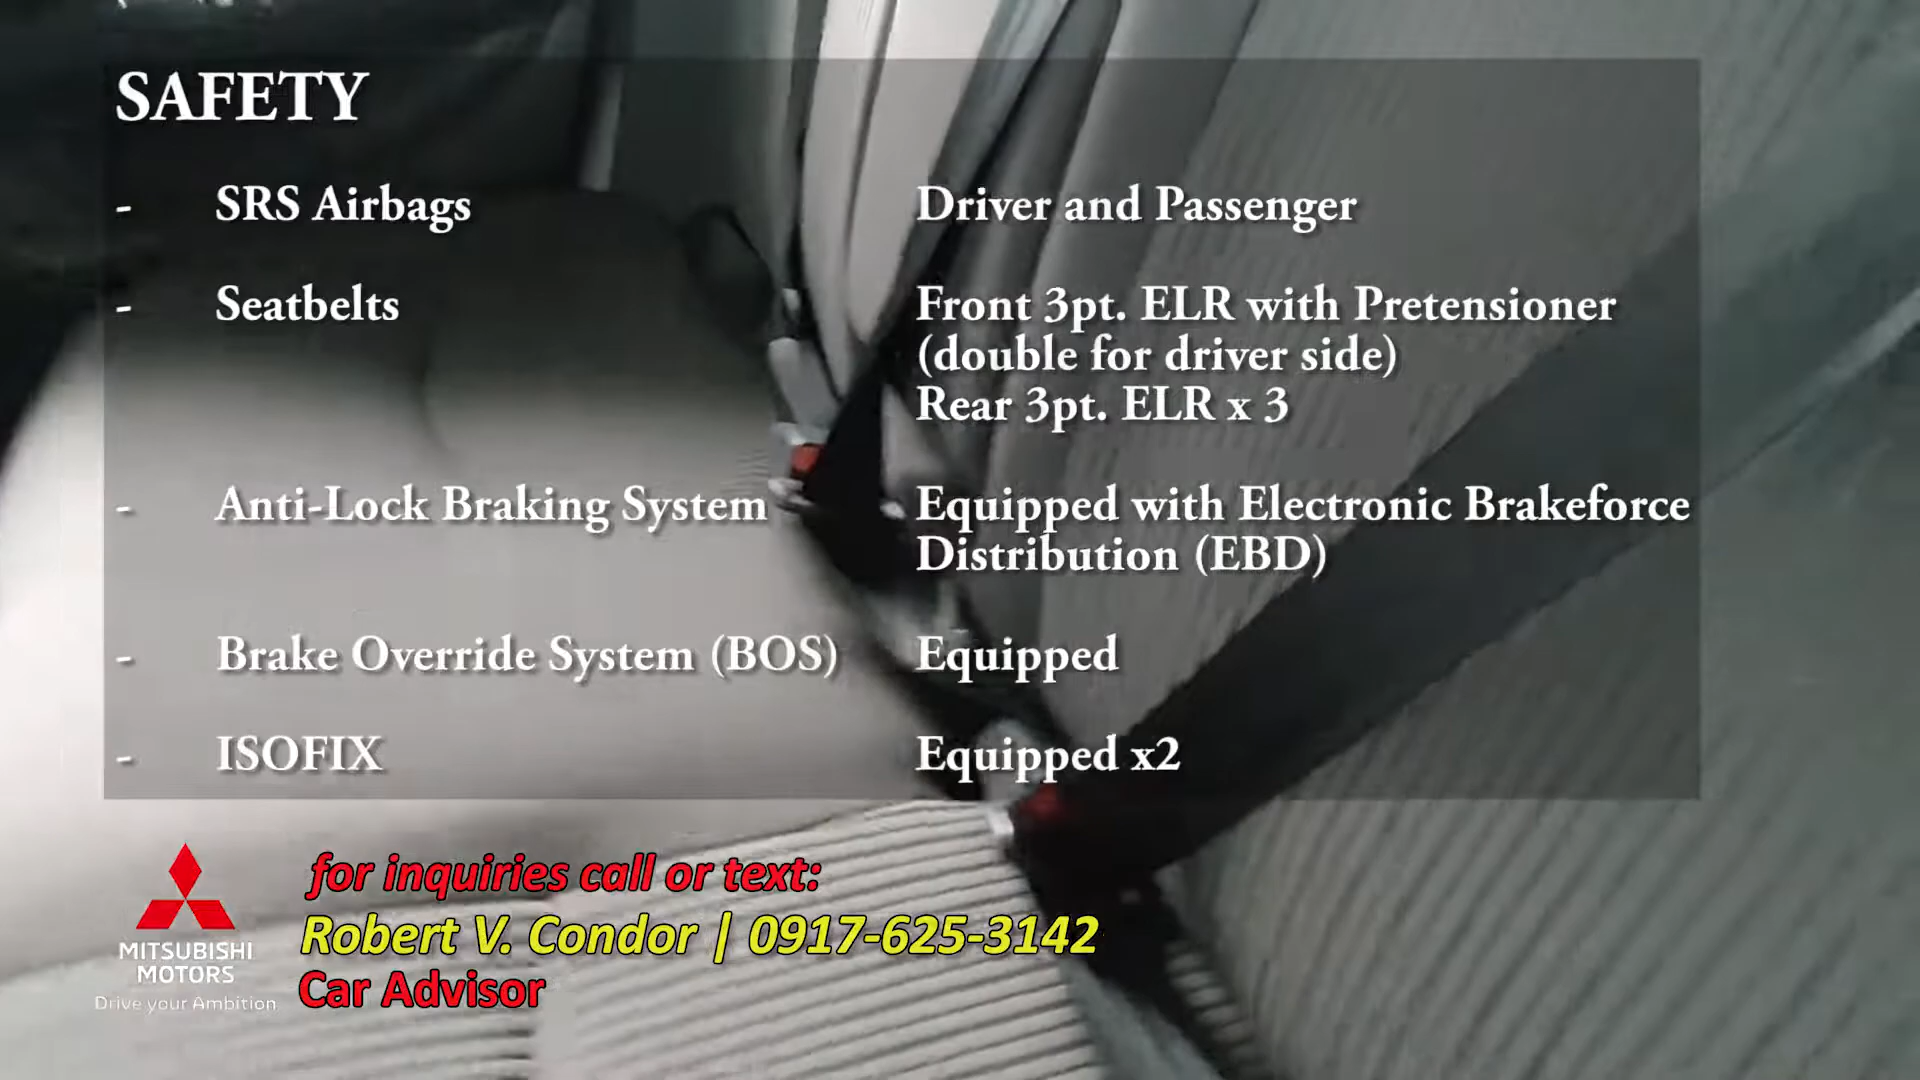 SAFETY
- SRS Airbags Driver and Passenger
- Seatbelts Front 3pt. ELR with Pretensioner
(double for driver side)
Rear 3pt. ELR x 3
- Anti-Lock Braking System Equipped with Electronic Brakeforce
Distribution (EBD)
- Brake Override System (BOS) Equipped
- ISOFIX Equipped x2
for inquiries call or text:
Robert V. Condor | 0917-625-3142
Car Advisor
MITSUBISHI
MOTORS
Drive your Ambition